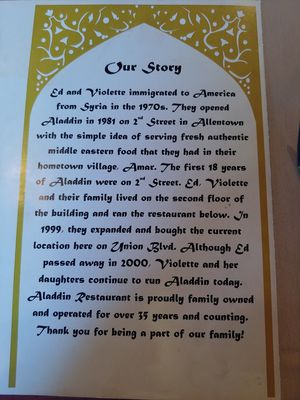 Our Story
Ed and Violette immigrated to America
from Syria in the 1970s. They opened
Aladdin in 1981 on 2nd Street in Allentown
with the simple idea of serving fresh authentic
middle eastern food that they had in their
hometown village, Amar. The first 18 years
of Aladdin were on 2nd Street. Ed, Violette
and their family lived on the second floor of
the building and ran the restaurant below. In
1999, they expanded and bought the current
location here on Union Blvd. Although Ed
passed away in 2000, Violette and her
daughters continue to run Aladdin today.
Aladdin Restaurant is proudly family owned
and operated for over 35 years and counting.
Thank you for being a part of our family!